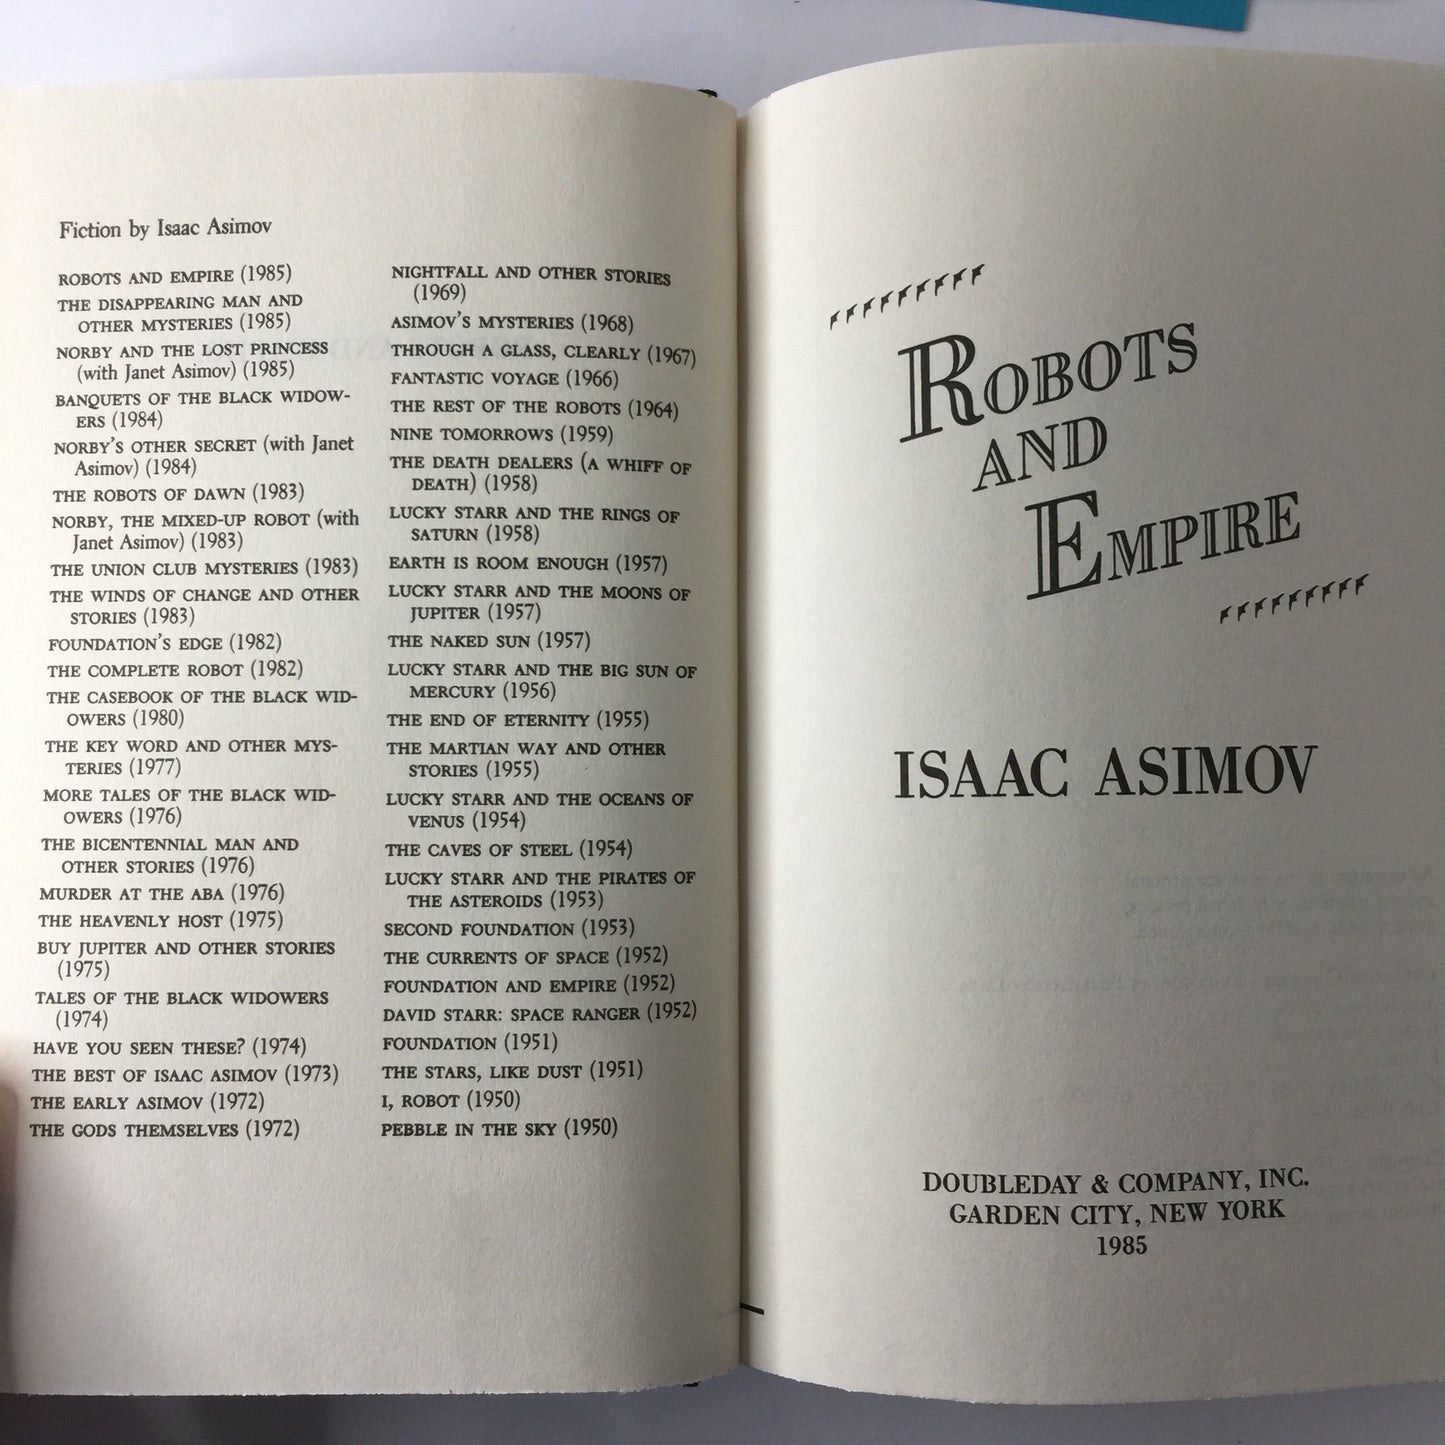 Fiction by Isaac Asimov
ROBOTS AND EMPIRE (1985)
THE DISAPPEARING MAN AND
OTHER MYSTERIES (1985)
NORBY AND THE LOST PRINCESS
(with Janet Asimov) (1985)
BANQUETS OF THE BLACK WIDOW-
ERS (1984)
NORBY'S OTHER SECRET (with Janet
Asimov) (1984)
THE ROBOTS OF DAWN (1983)
NORBY, THE MIXED-UP ROBOT (with
Janet Asimov) (1983)
THE UNION CLUB MYSTERIES (1983)
THE WINDS OF CHANGE AND OTHER
STORIES (1983)
FOUNDATION'S EDGE (1982)
THE COMPLETE ROBOT (1982)
THE CASEBOOK OF THE BLACK WID-
OWERS (1980)
THE KEY WORD AND OTHER MYS-
TERIES (1977)
MORE TALES OF THE BLACK WID-
OWERS (1976)
THE BICENTENNIAL MAN AND
OTHER STORIES (1976)
MURDER AT THE ABA (1976)
THE HEAVENLY HOST (1975)
BUY JUPITER AND OTHER STORIES
(1975)
TALES OF THE BLACK WIDOWERS
(1974)
HAVE YOU SEEN THESE? (1974)
THE BEST OF ISAAC ASIMOV (1973)
THE EARLY ASIMOV (1972)
THE GODS THEMSELVES (1972)
NIGHTFALL AND OTHER STORIES
(1969)
ASIMOV'S MYSTERIES (1968)
THROUGH A GLASS, CLEARLY (1967)
FANTASTIC VOYAGE (1966)
THE REST OF THE ROBOTS (1964)
NINE TOMORROWS (1959)
THE DEATH DEALERS (A WHIFF OF
DEATH) (1958)
LUCKY STARR AND THE RINGS OF
SATURN (1958)
EARTH IS ROOM ENOUGH (1957)
LUCKY STARR AND THE MOONS OF
JUPITER (1957)
THE NAKED SUN (1957)
LUCKY STARR AND THE BIG SUN OF
MERCURY (1956)
THE END OF ETERNITY (1955)
THE MARTIAN WAY AND OTHER
STORIES (1955)
LUCKY STARR AND THE OCEANS OF
VENUS (1954)
THE CAVES OF STEEL (1954)
LUCKY STARR AND THE PIRATES OF
THE ASTEROIDS (1953)
SECOND FOUNDATION (1953)
THE CURRENTS OF SPACE (1952)
FOUNDATION AND EMPIRE (1952)
DAVID STARR: SPACE RANGER (1952)
FOUNDATION (1951)
THE STARS, LIKE DUST (1951)
I, ROBOT (1950)
PEBBLE IN THE SKY (1950)
ROBOTS
AND
EMPIRE
ISAAC ASIMOV
DOUBLEDAY & COMPANY, INC.
GARDEN CITY, NEW YORK
1985